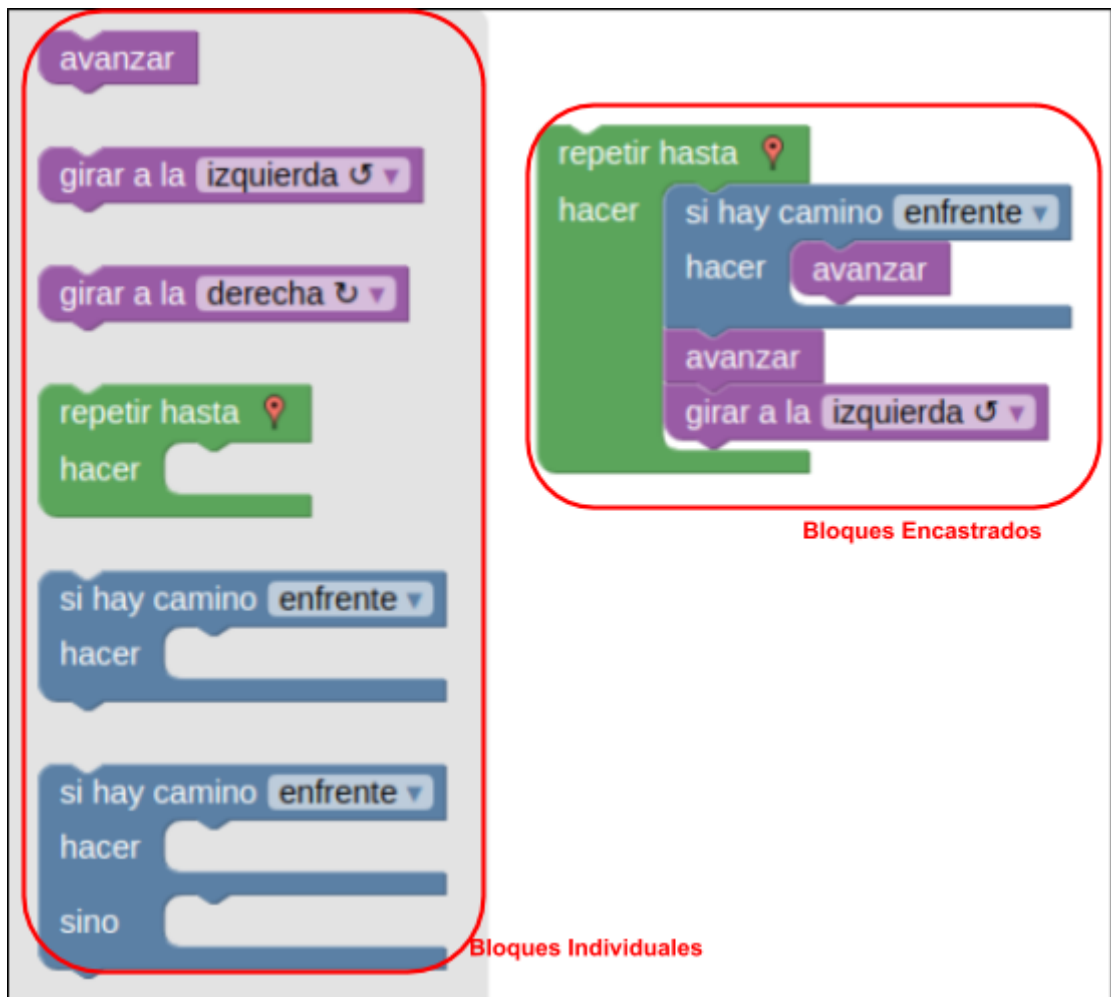 avanzar
girar a la izquierda ↺ ▾
girar a la derecha ↻ ▾
repetir hasta
hacer
si hay camino enfrente ▾
hacer
si hay camino enfrente ▾
hacer
sino
Bloques Individuales
repetir hasta
hacer
si hay camino enfrente ▾
hacer avanzar
avanzar
girar a la izquierda ↺ ▾
Bloques Encastrados